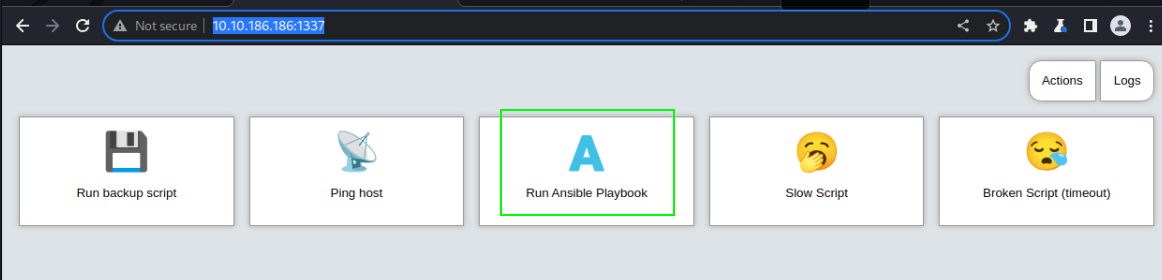 Not secure | 10.10.186.186:1337
Actions Logs
Run backup script Ping host A Run Ansible Playbook Slow Script Broken Script (timeout)